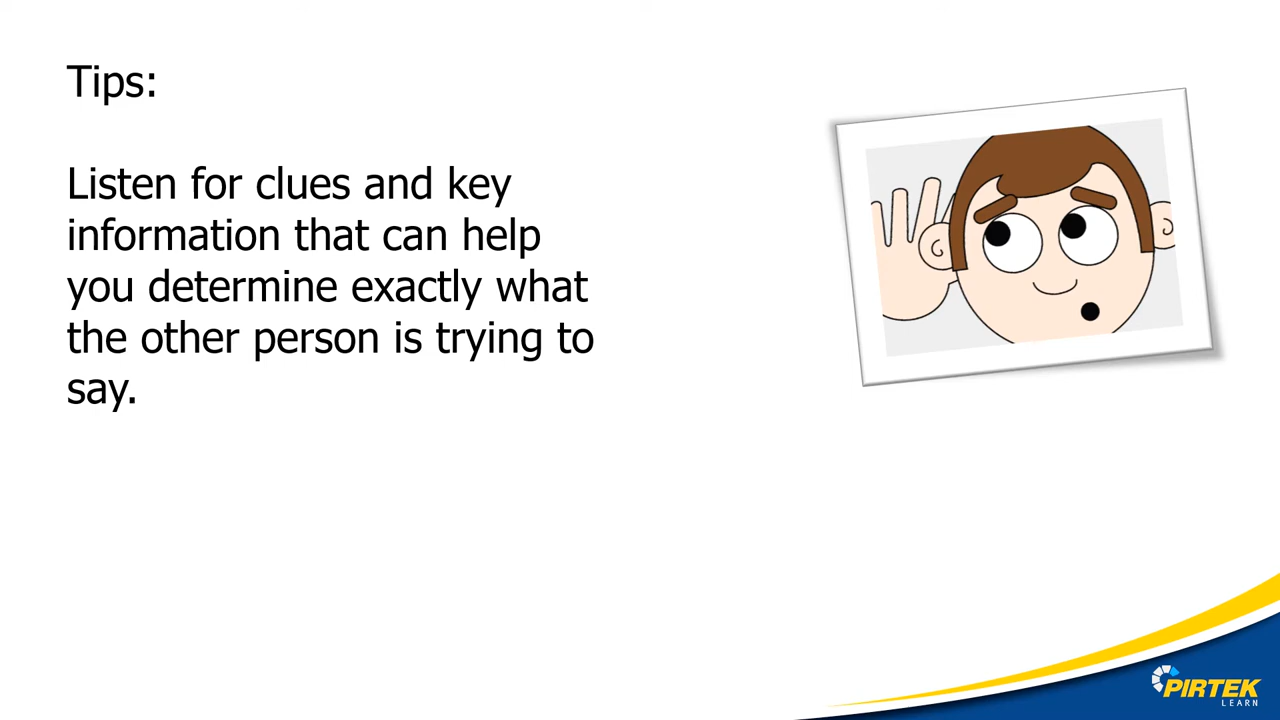 Tips:
Listen for clues and key
information that can help
you determine exactly what
the other person is trying to
say.
PIRTEK
LEARN